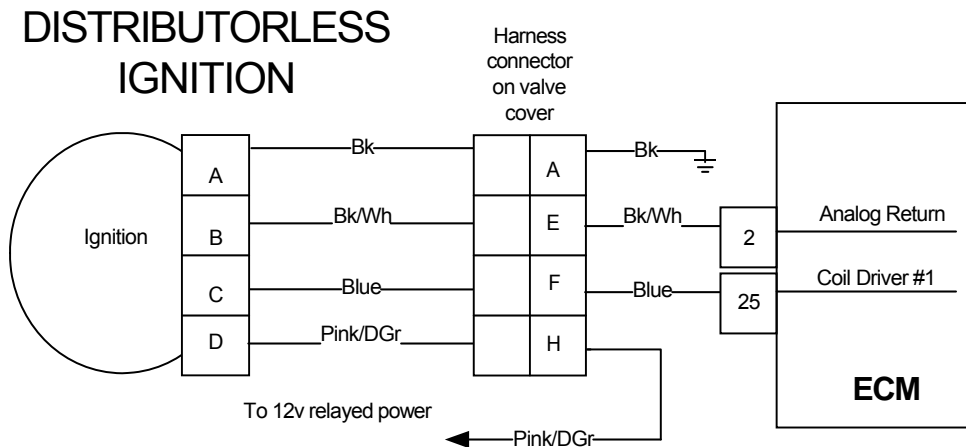 DISTRIBUTORLESS
IGNITION
Harness
connector
on valve
cover
Ignition
A
B
C
D
Bk
Bk/Wh
Blue
Pink/DGr
A
E
F
H
Bk
Bk/Wh
Blue
2
25
Analog Return
Coil Driver #1
ECM
To 12v relayed power
Pink/DGr